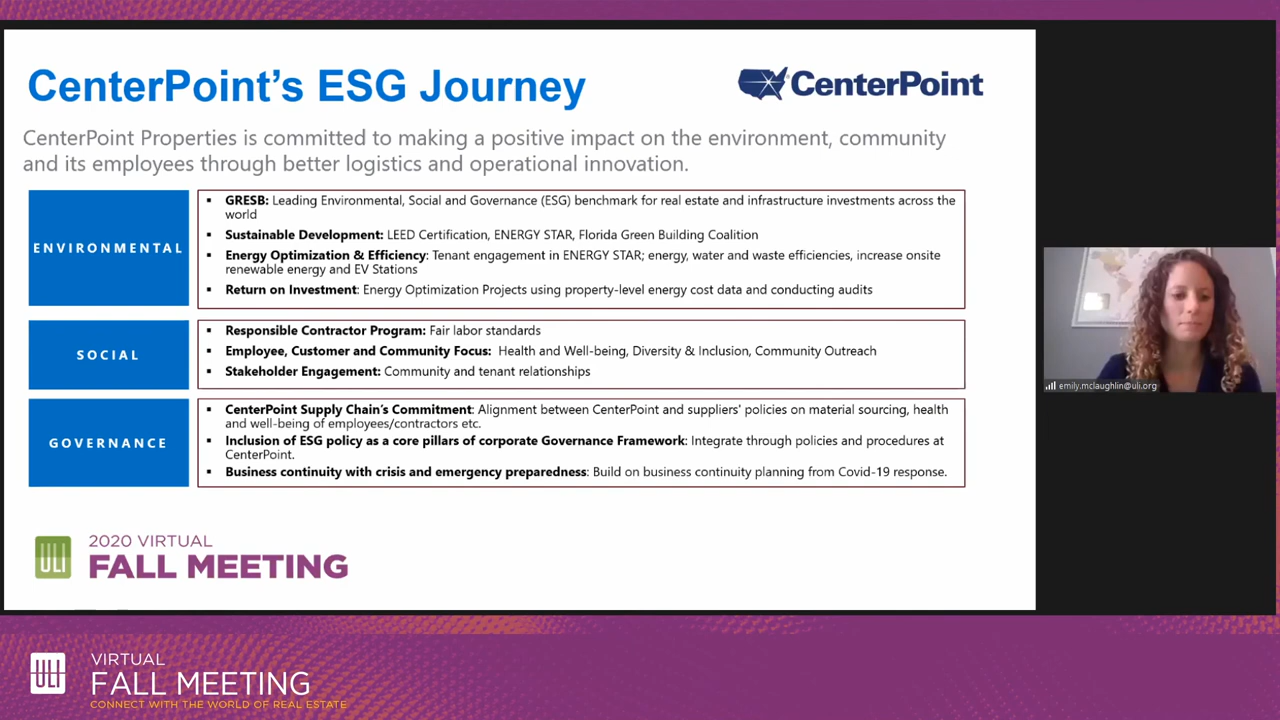 CenterPoint's ESG Journey
CenterPoint
CenterPoint Properties is committed to making a positive impact on the environment, community
and its employees through better logistics and operational innovation.
ENVIRONMENTAL
▪ GRESB: Leading Environmental, Social and Governance (ESG) benchmark for real estate and infrastructure investments across the
world
▪ Sustainable Development: LEED Certification, ENERGY STAR, Florida Green Building Coalition
▪ Energy Optimization & Efficiency: Tenant engagement in ENERGY STAR; energy, water and waste efficiencies, increase onsite
renewable energy and EV Stations
▪ Return on Investment: Energy Optimization Projects using property-level energy cost data and conducting audits
SOCIAL
▪ Responsible Contractor Program: Fair labor standards
▪ Employee, Customer and Community Focus: Health and Well-being, Diversity & Inclusion, Community Outreach
▪ Stakeholder Engagement: Community and tenant relationships
GOVERNANCE
▪ CenterPoint Supply Chain's Commitment: Alignment between CenterPoint and suppliers' policies on material sourcing, health
and well-being of employees/contractors etc.
▪ Inclusion of ESG policy as a core pillars of corporate Governance Framework: Integrate through policies and procedures at
CenterPoint.
▪ Business continuity with crisis and emergency preparedness: Build on business continuity planning from Covid-19 response.
emily.mclaughlin@uli.org
ULI
2020 VIRTUAL
FALL MEETING
ULI
VIRTUAL
FALL MEETING
CONNECT WITH THE WORLD OF REAL ESTATE